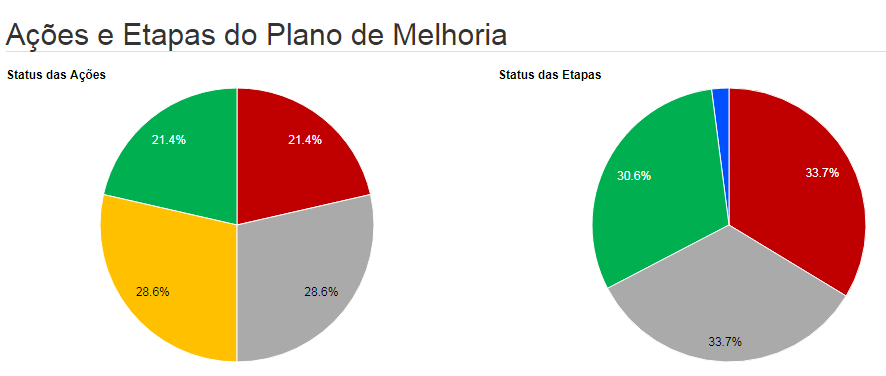 Ações e Etapas do Plano de Melhoria
Status das Ações
Status das Etapas
21.4%
21.4%
28.6%
28.6%
30.6%
33.7%
33.7%